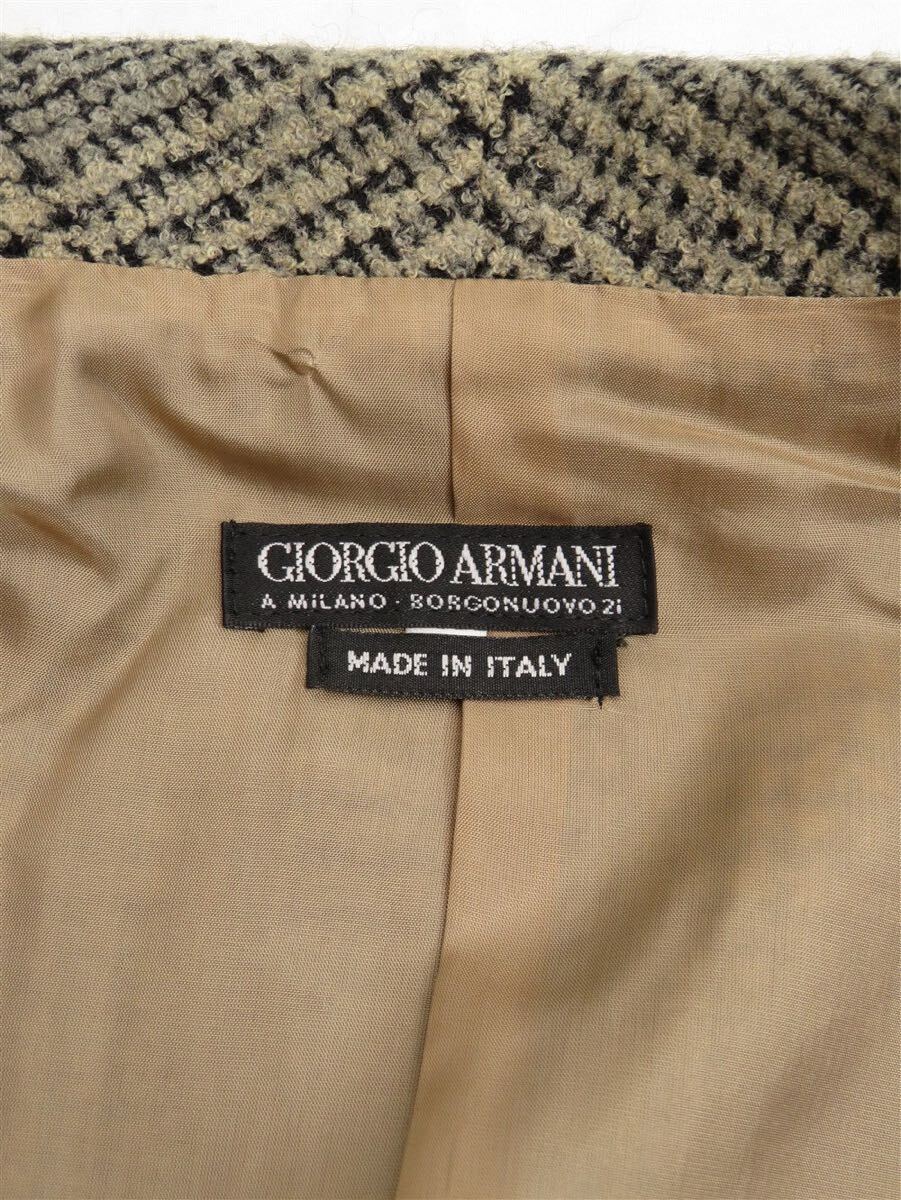 GIORGIO ARMANI
A MILANO · BORGONUOVO 21
MADE IN ITALY